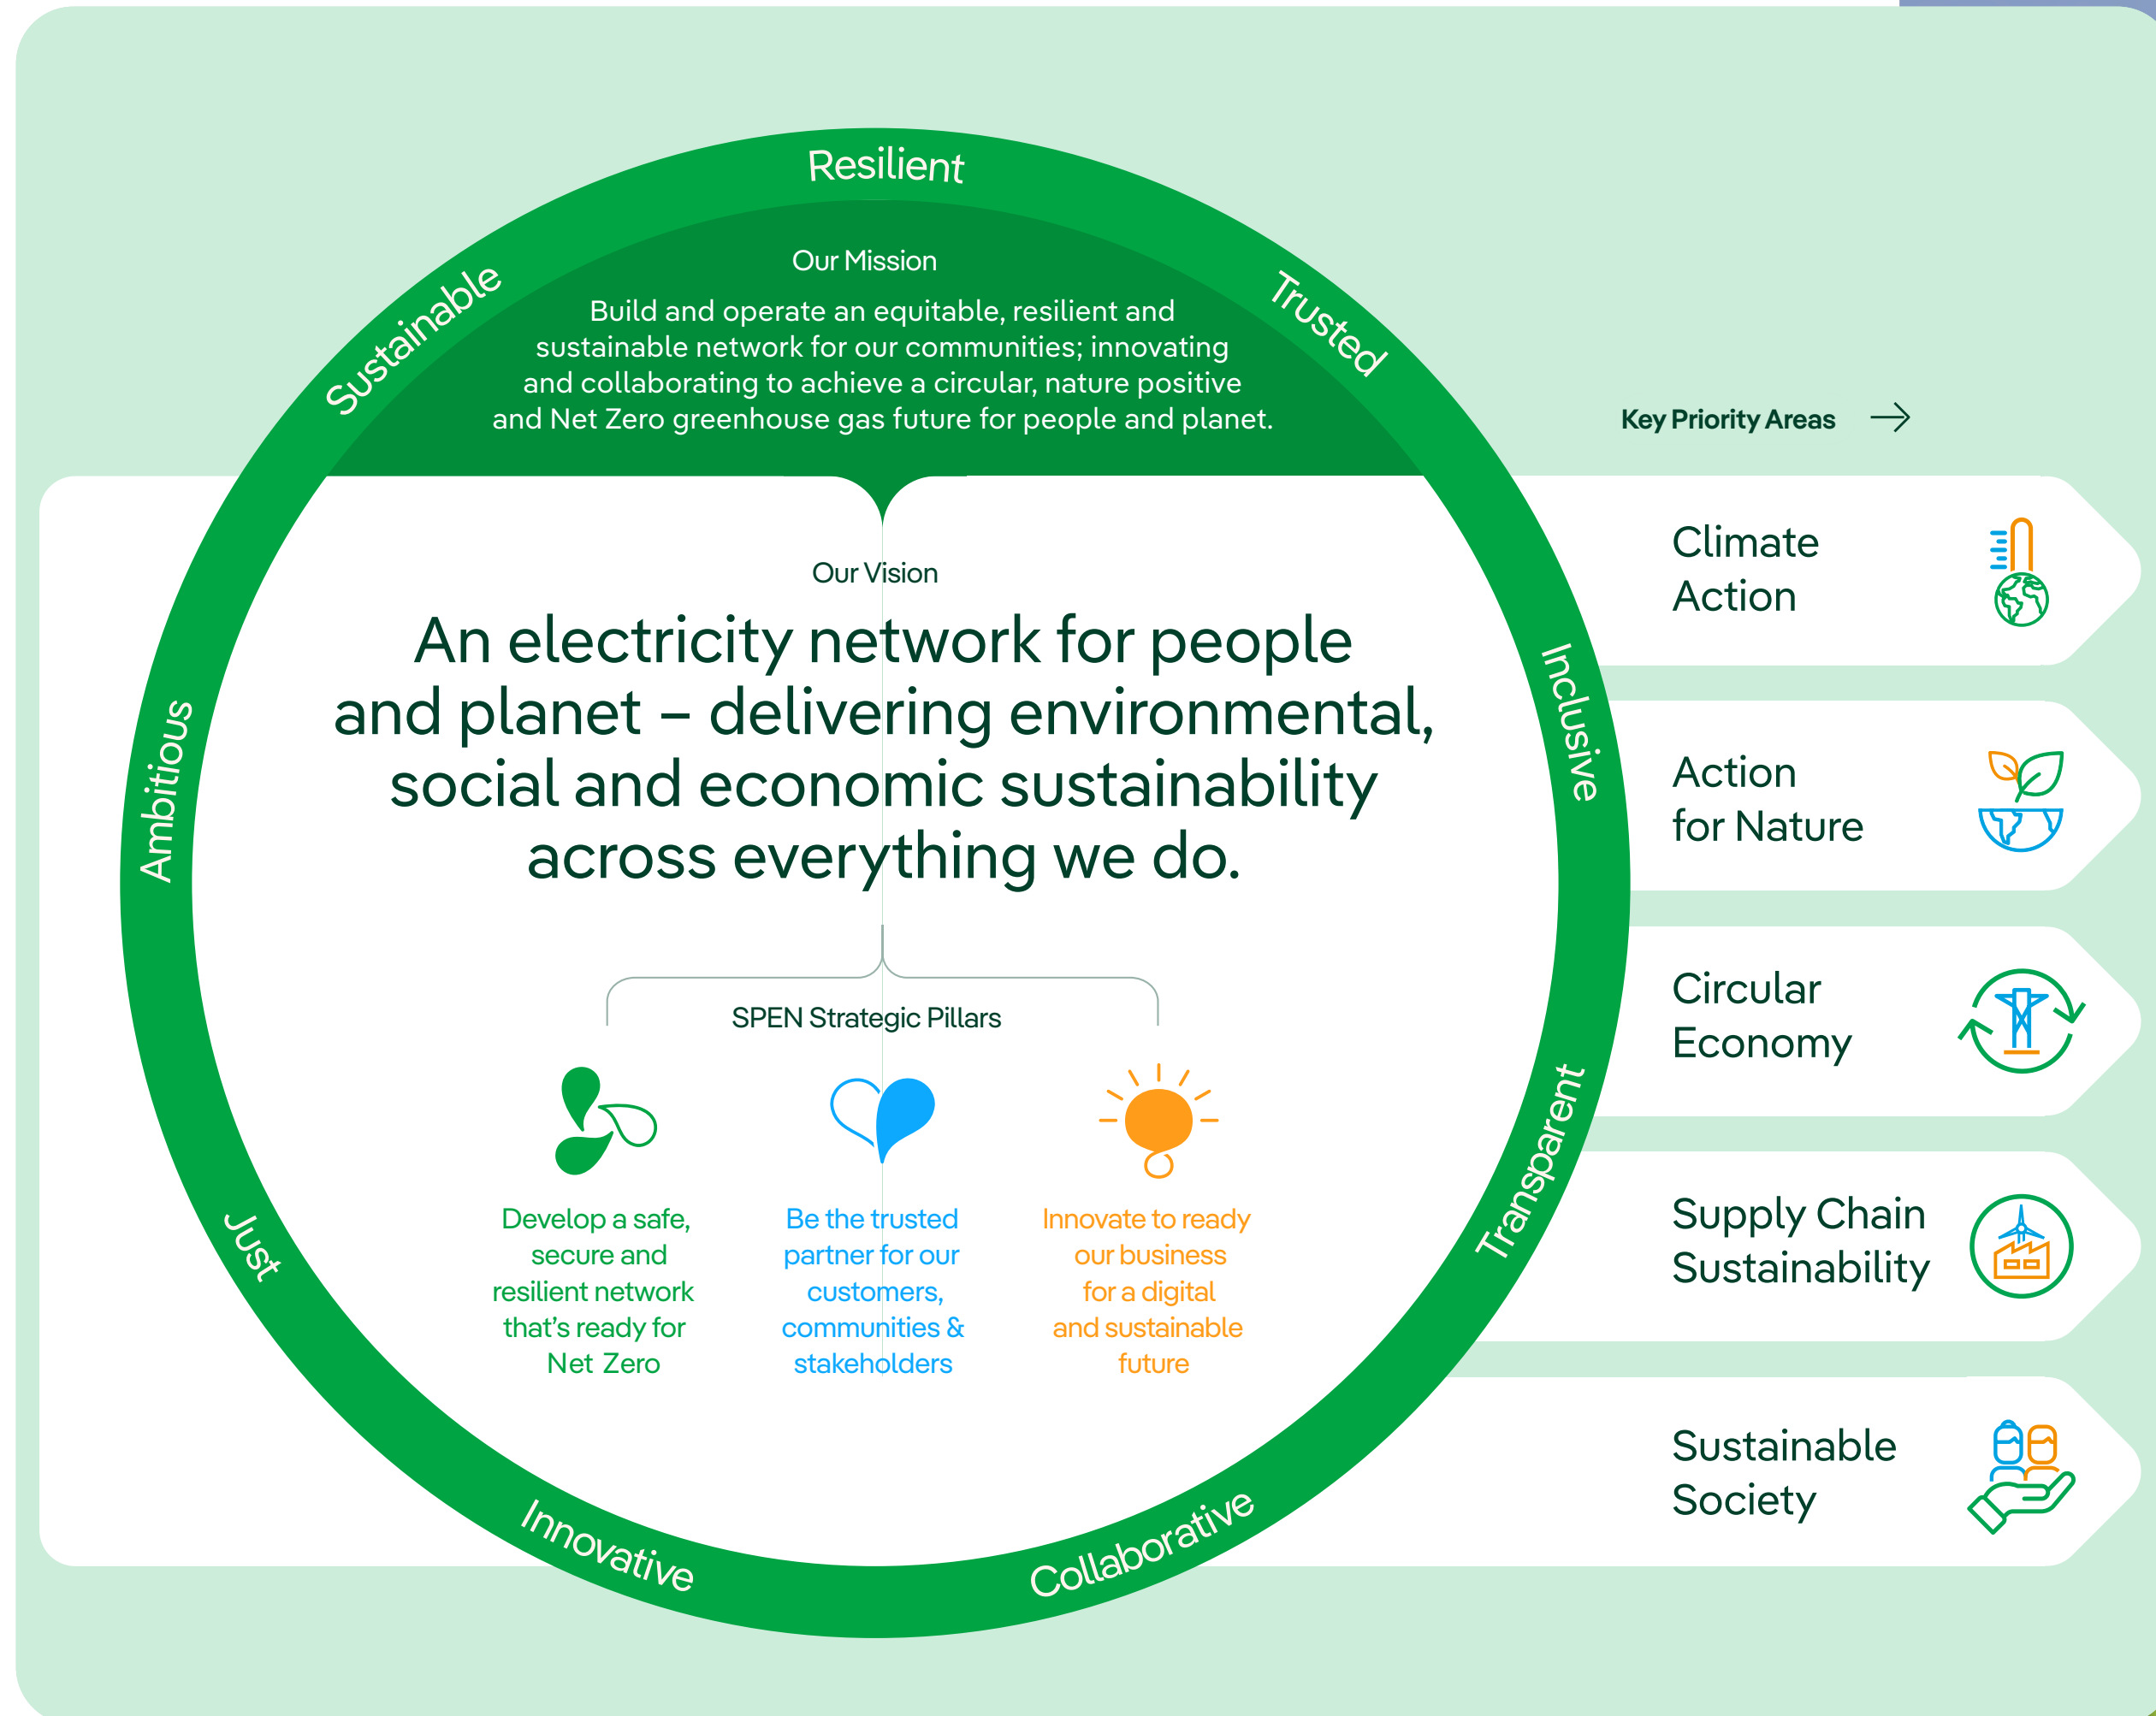 Resilient
Sustainable
Trusted
Our Mission
Build and operate an equitable, resilient and
sustainable network for our communities; innovating
and collaborating to achieve a circular, nature positive
and Net Zero greenhouse gas future for people and planet.
Our Vision
An electricity network for people
and planet – delivering environmental,
social and economic sustainability
across everything we do.
SPEN Strategic Pillars
Develop a safe,
secure and
resilient network
that’s ready for
Net Zero
Be the trusted
partner for our
customers,
communities &
stakeholders
Innovate to ready
our business
for a digital
and sustainable
future
Ambitious
Inclusive
Just
Transparent
Innovative
Collaborative
Key Priority Areas
Climate
Action
Action
for Nature
Circular
Economy
Supply Chain
Sustainability
Sustainable
Society